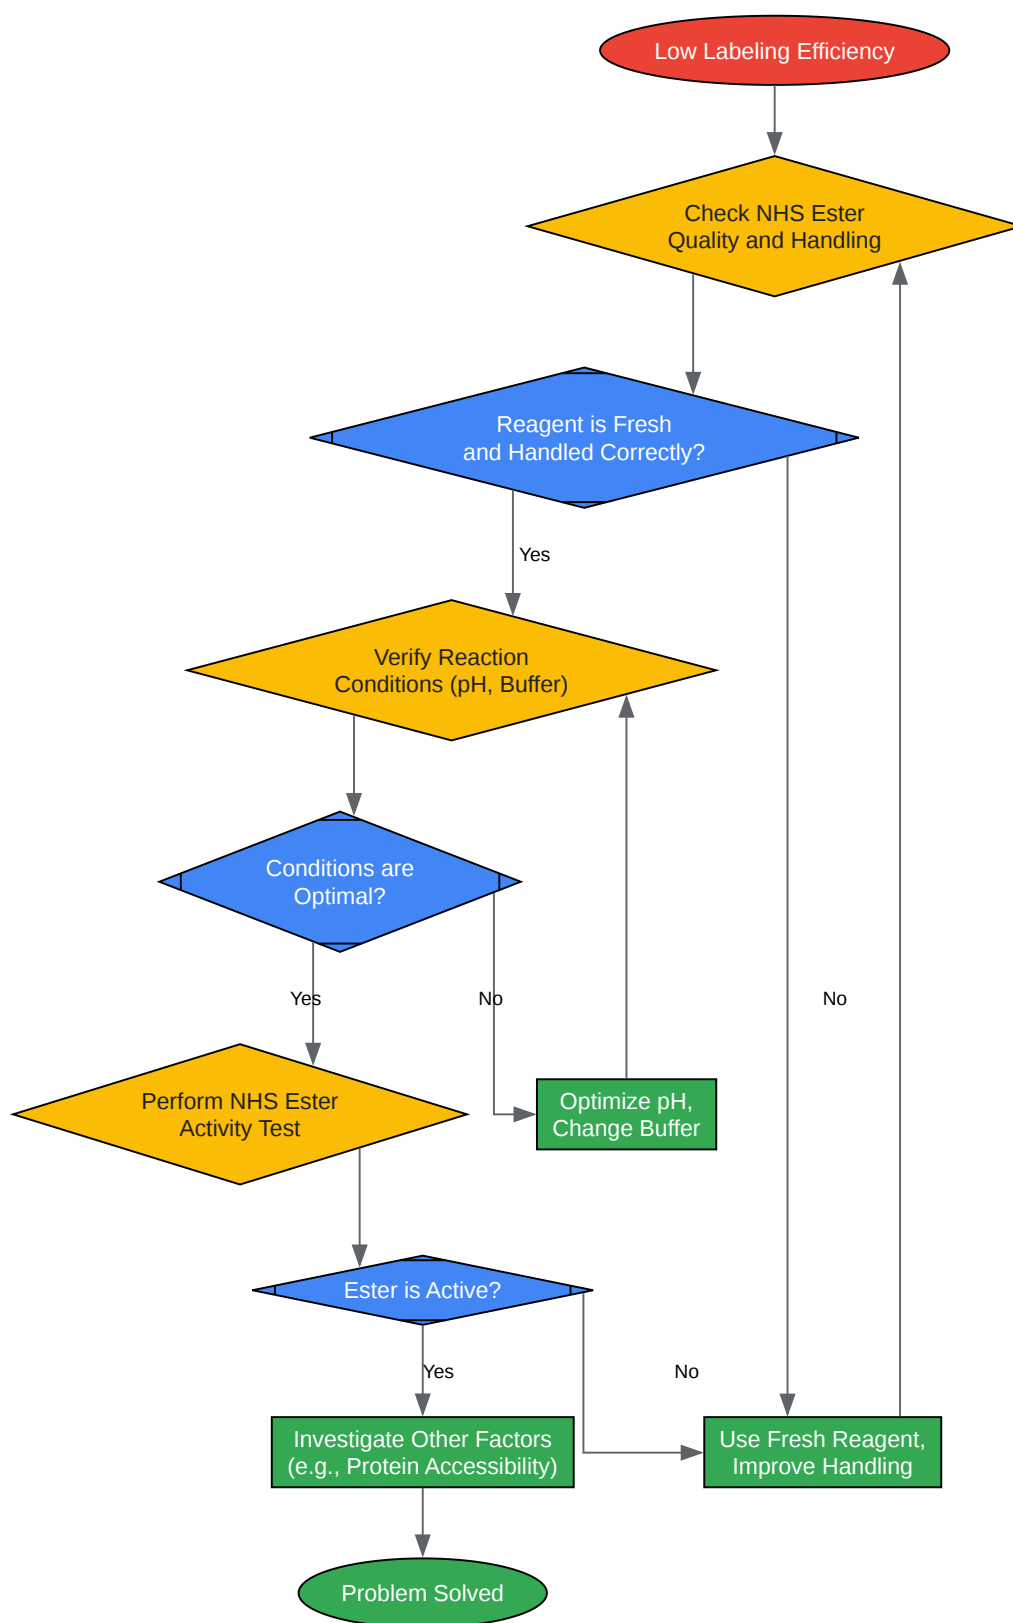 Low Labeling Efficiency
Check NHS Ester
Quality and Handling
Reagent is Fresh
and Handled Correctly?
Yes
Verify Reaction
Conditions (pH, Buffer)
Conditions are
Optimal?
Yes
No
No
Perform NHS Ester
Activity Test
Optimize pH,
Change Buffer
Ester is Active?
Yes
No
Investigate Other Factors
(e.g., Protein Accessibility)
Use Fresh Reagent,
Improve Handling
Problem Solved